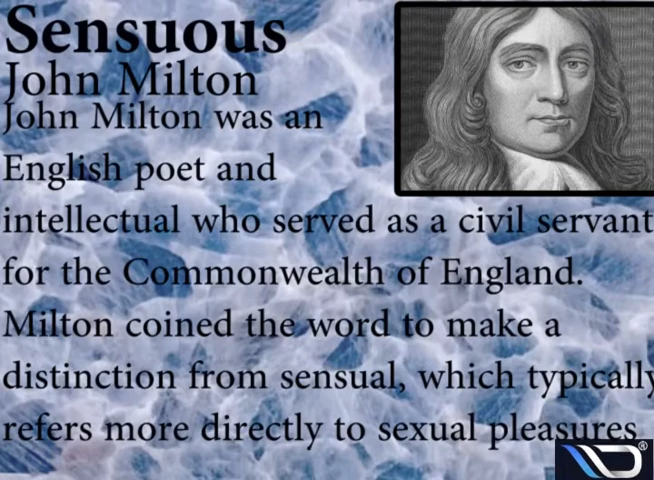 Sensuous
John Milton
John Milton was an
English poet and
intellectual who served as a civil servant
for the Commonwealth of England.
Milton coined the word to make a
distinction from sensual, which typically
refers more directly to sexual pleasures
®